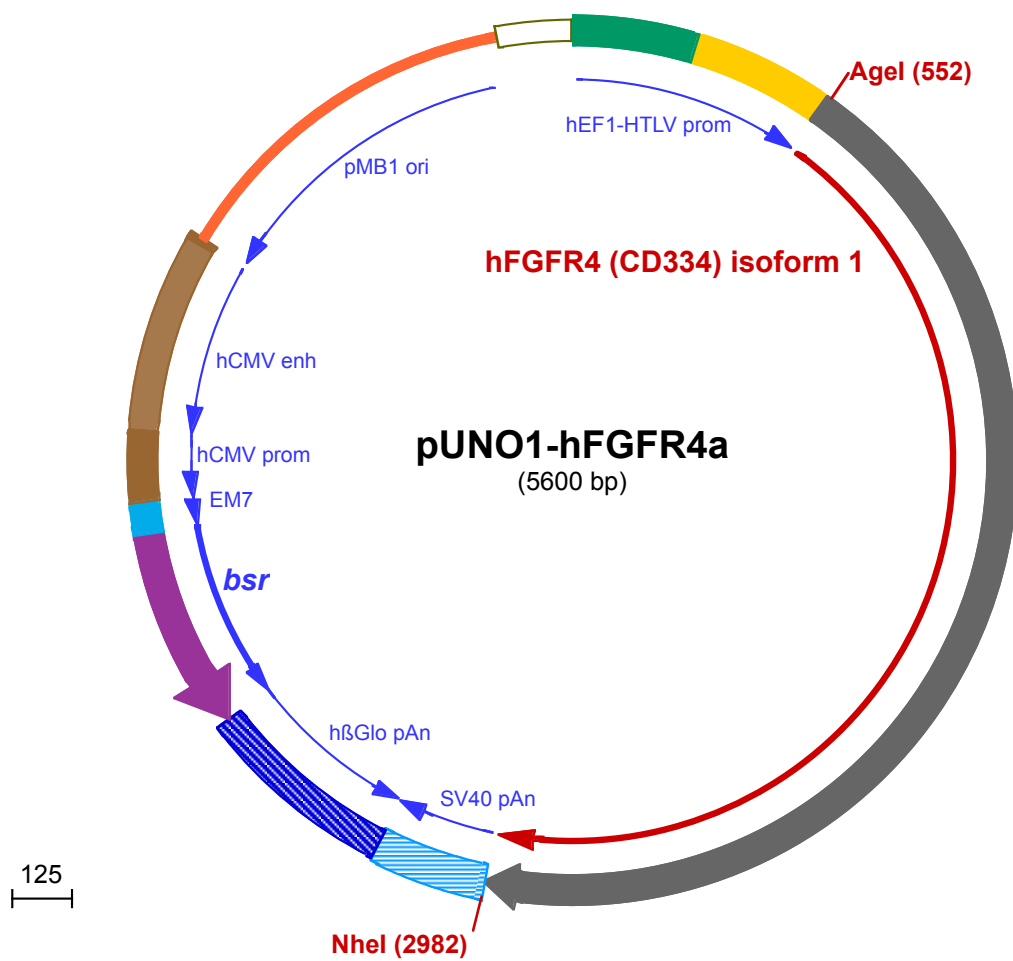 AgeI (552)
hEF1-HTLV prom
pMB1 ori
hFGFR4 (CD334) isoform 1
hCMV enh
pUNO1-hFGFR4a
(5600 bp)
hCMV prom
EM7
bsr
hßGlo pAn
SV40 pAn
125
NheI (2982)